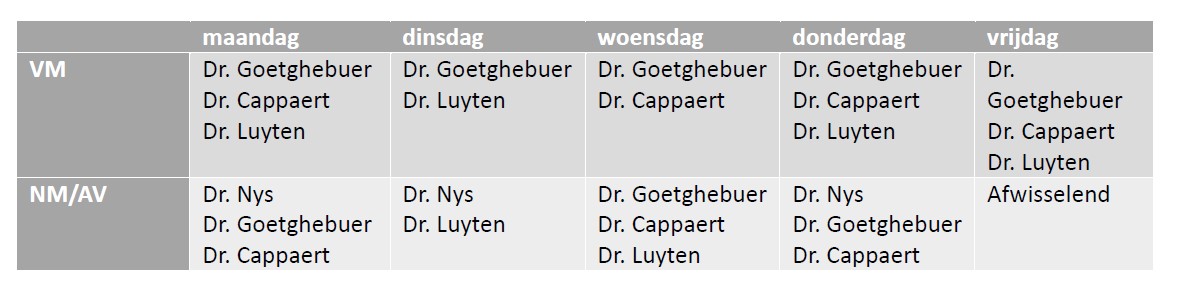 maandag dinsdag woensdag donderdag vrijdag
VM
Dr. Goetghebuer
Dr. Cappaert
Dr. Luyten
Dr. Goetghebuer
Dr. Luyten
Dr. Goetghebuer
Dr. Cappaert
Dr. Goetghebuer
Dr. Cappaert
Dr. Luyten
Dr.
Goetghebuer
Dr. Cappaert
Dr. Luyten
NM/AV
Dr. Nys
Dr. Goetghebuer
Dr. Cappaert
Dr. Nys
Dr. Luyten
Dr. Goetghebuer
Dr. Cappaert
Dr. Luyten
Dr. Nys
Dr. Goetghebuer
Dr. Cappaert
Afwisselend